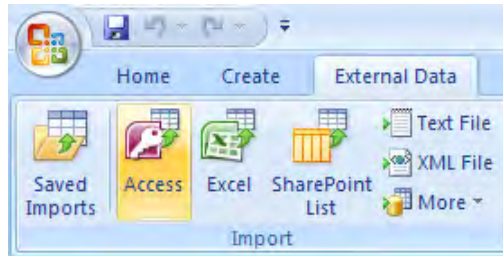 Home Create External Data
Saved Imports
Access
Excel
SharePoint List
Text File
XML File
More
Import